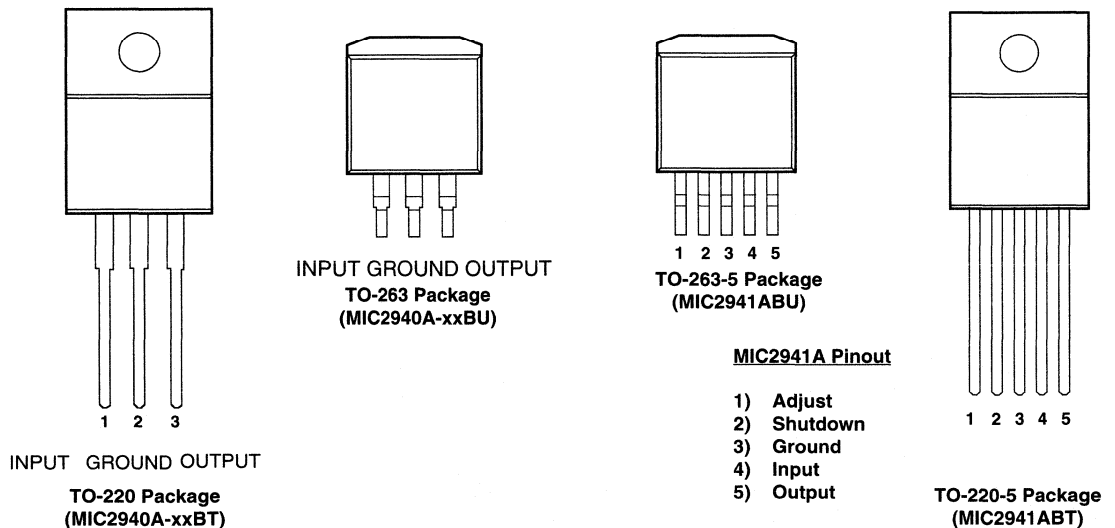 1 2 3
INPUT GROUND OUTPUT
TO-220 Package
(MIC2940A-xxBT)
INPUT GROUND OUTPUT
TO-263 Package
(MIC2940A-xxBU)
1 2 3 4 5
TO-263-5 Package
(MIC2941ABU)
MIC2941A Pinout
1) Adjust
2) Shutdown
3) Ground
4) Input
5) Output
1 2 3 4 5
TO-220-5 Package
(MIC2941ABT)